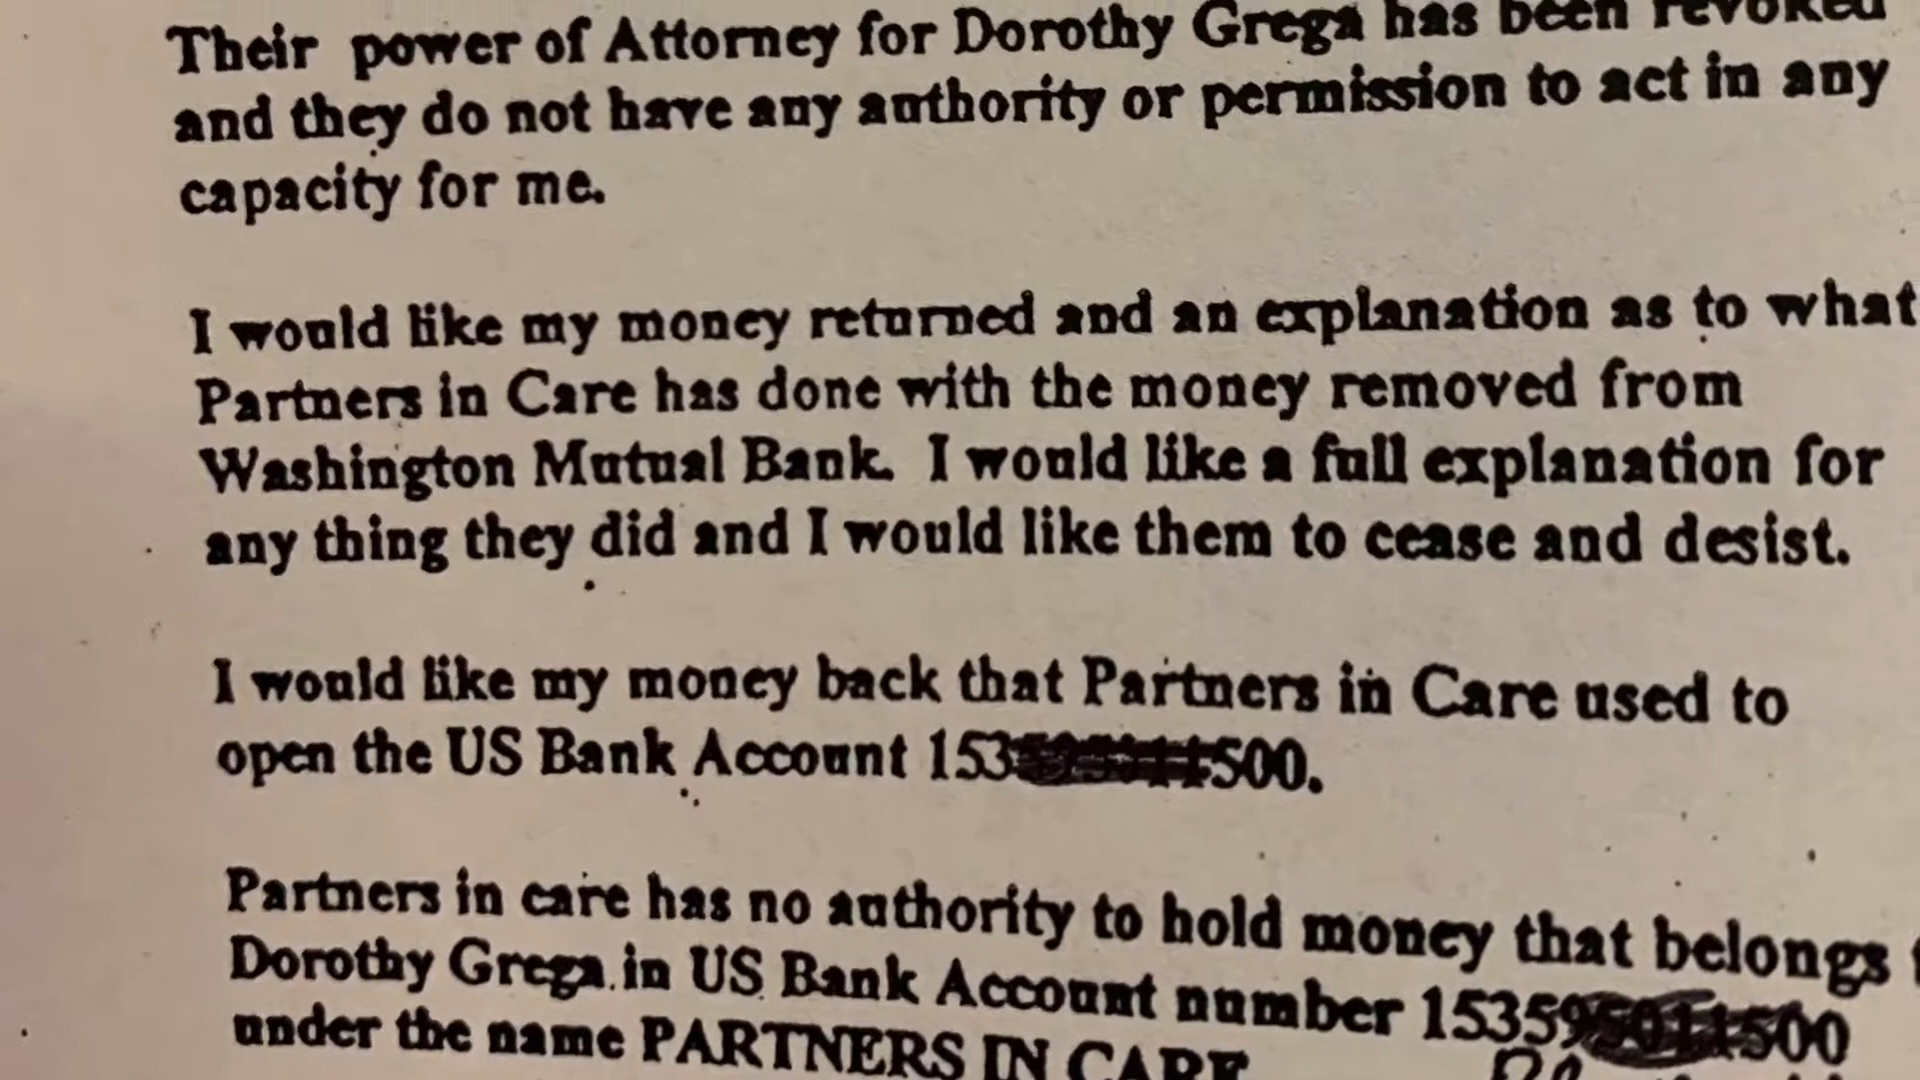 Their power of Attorney for Dorothy Grega has been revoked
and they do not have any authority or permission to act in any
capacity for me.
I would like my money returned and an explanation as to what
Partners in Care has done with the money removed from
Washington Mutual Bank. I would like a full explanation for
any thing they did and I would like them to cease and desist.
I would like my money back that Partners in Care used to
open the US Bank Account 153 500.
Partners in care has no authority to hold money that belongs
Dorothy Grega in US Bank Account number 15359 500
under the name PARTNERS IN CARE